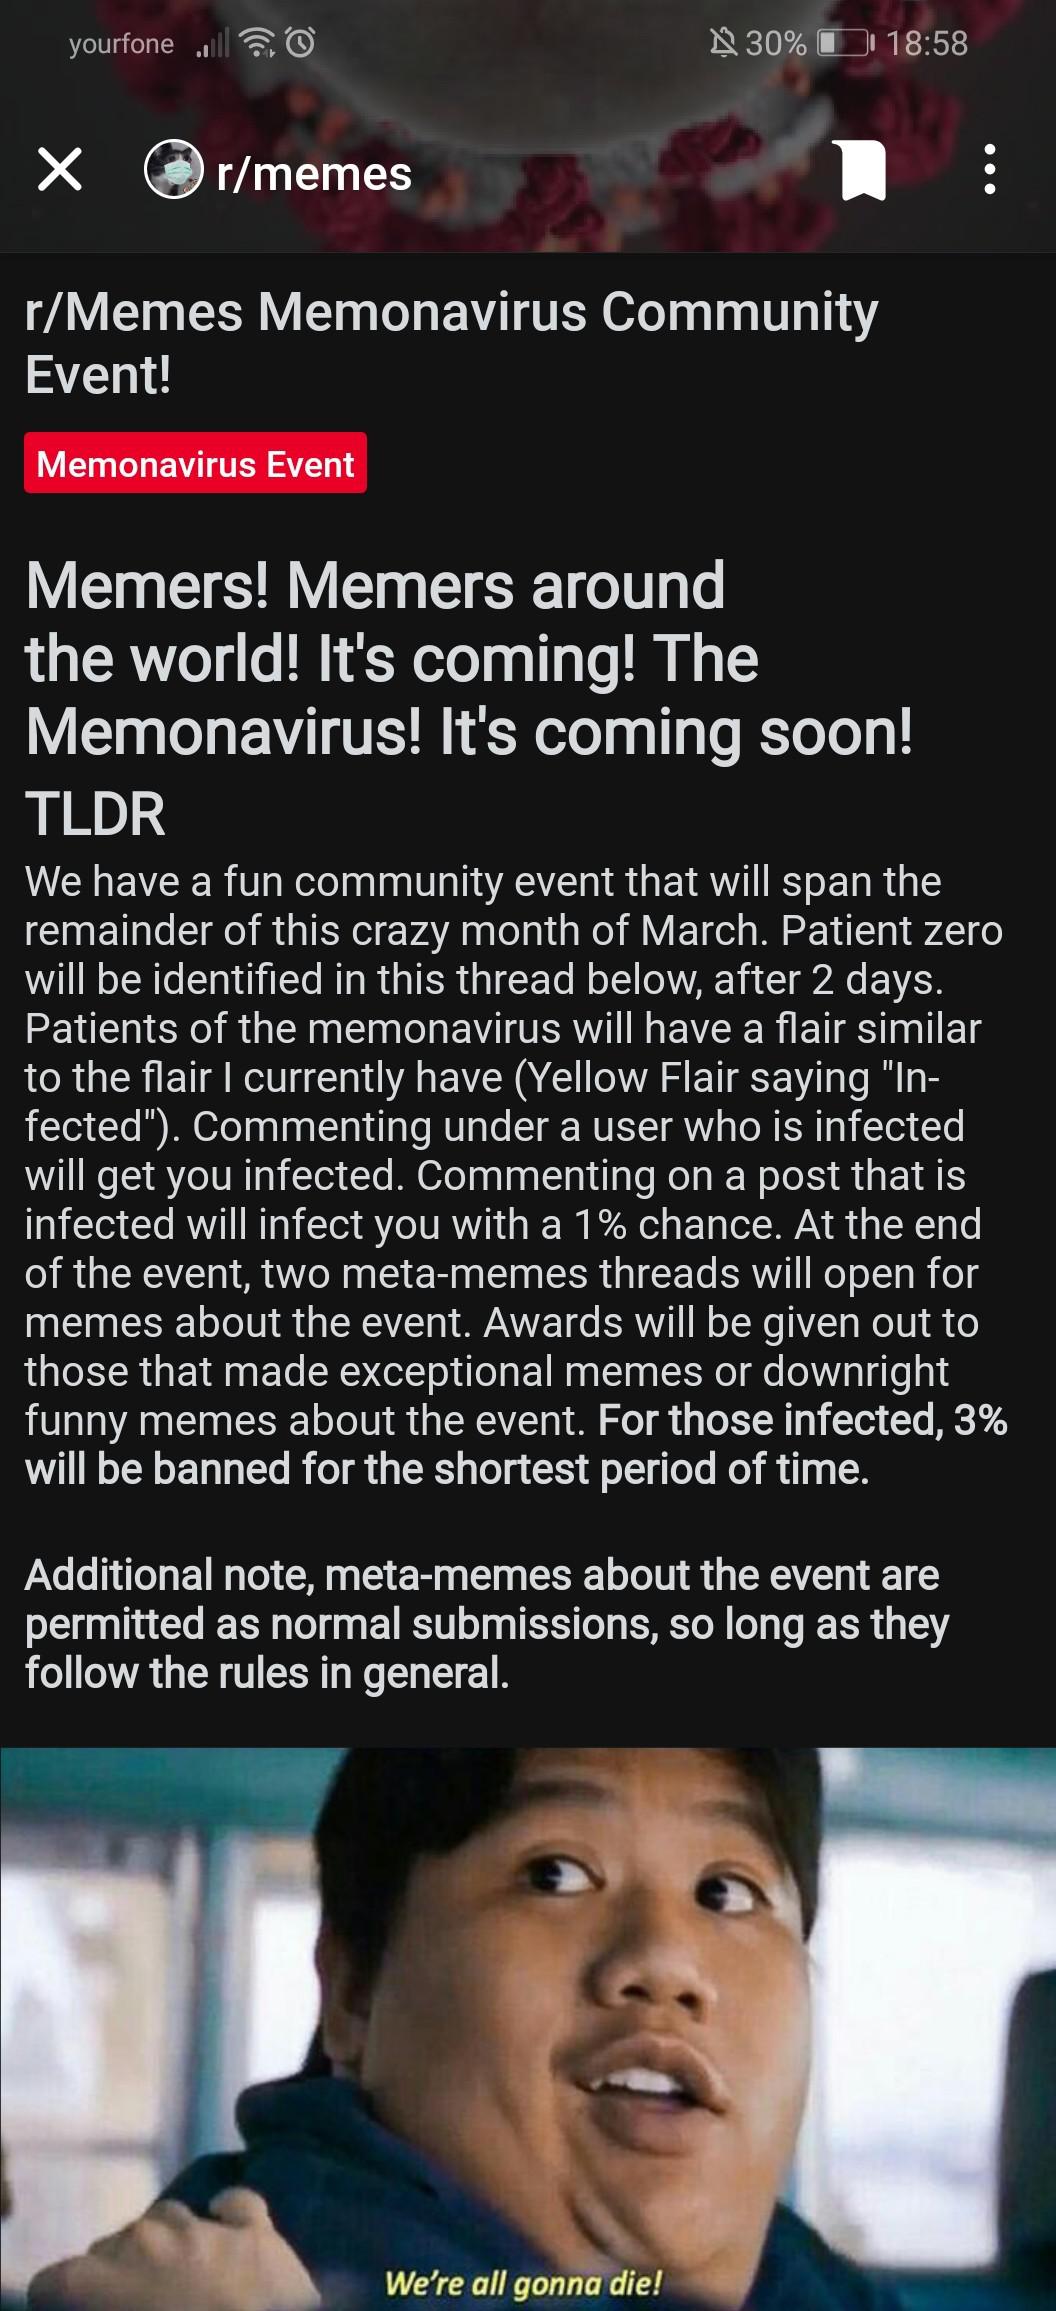 yourfone 30% 18:58
r/memes
r/Memes Memonavirus Community
Event!
Memonavirus Event
Memers! Memers around
the world! It's coming! The
Memonavirus! It's coming soon!
TLDR
We have a fun community event that will span the
remainder of this crazy month of March. Patient zero
will be identified in this thread below, after 2 days.
Patients of the memonavirus will have a flair similar
to the flair I currently have (Yellow Flair saying "In-
fected"). Commenting under a user who is infected
will get you infected. Commenting on a post that is
infected will infect you with a 1% chance. At the end
of the event, two meta-memes threads will open for
memes about the event. Awards will be given out to
those that made exceptional memes or downright
funny memes about the event. For those infected, 3%
will be banned for the shortest period of time.
Additional note, meta-memes about the event are
permitted as normal submissions, so long as they
follow the rules in general.
We're all gonna die!